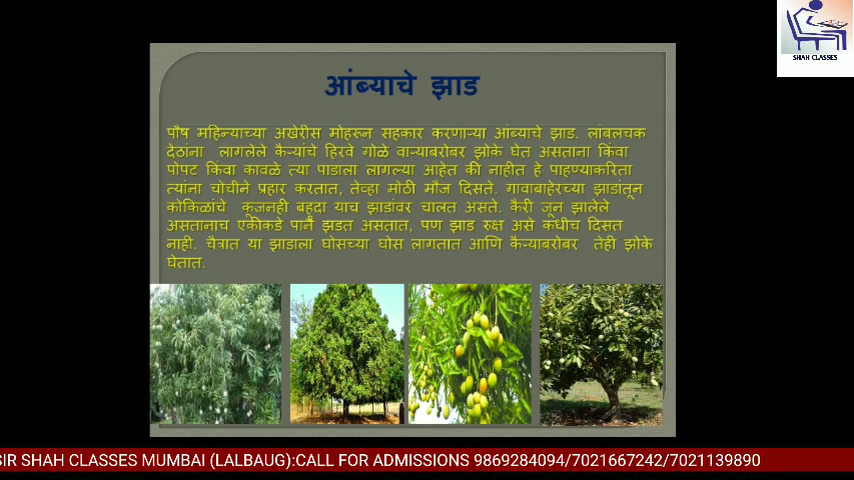 SHAH CLASSES
आंब्याचे झाड
पौष महिन्याच्या अखेरीस मोहरून सहकार करणाऱ्या आंब्याचे झाड. लांबलचक
देठांना लागलेले कैऱ्यांचे हिरवे गोळे वाऱ्याबरोबर झोके घेत असताना किंवा
पोपट किंवा कावळे त्या पाडाला लागल्या आहेत की नाहीत हे पाहण्याकरिता
त्यांना चोचीने प्रहार करतात, तेव्हा मोठी मौज दिसते. गावाबाहेरच्या झाडांतून
कोकिळांचे कूजनही बहुदा याच झाडांवर चालत असते. कैरी जून झालेले
असतानाच एकीकडे पाने झडत असतात, पण झाड रुक्ष असे कधीच दिसत
नाही. चैत्रात या झाडाला घोसच्या घोस लागतात आणि कैऱ्याबरोबर तेही झोके
घेतात.
SIR SHAH CLASSES MUMBAI (LALBAUG):CALL FOR ADMISSIONS 9869284094/7021667242/7021139890